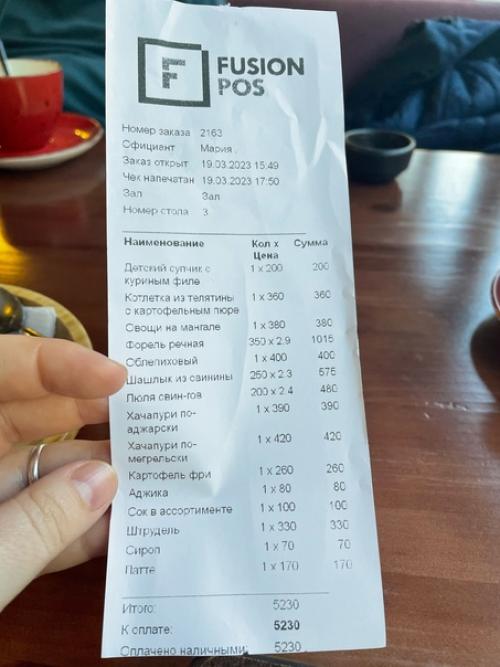 F FUSION
POS
Номер заказа 2163
Официант Мария .
Заказ открыт 19.03.2023 15:49
Чек напечатан 19.03.2023 17:50
Зал Зал
Номер стола 3
Наименование Кол x Сумма
Цена
Детский супчик с 1 x 200 200
куриным филе
Котлетка из телятины 1 x 360 360
с картофельным пюре
Овощи на мангале 1 x 380 380
Форель речная 350 x 2.9 1015
Облепиховый 1 x 400 400
Шашлык из свинины 250 x 2.3 575
Люля свин-гов 200 x 2.4 480
Хачапури по- 1 x 390 390
аджарски
Хачапури по- 1 x 420 420
мегрельски
Картофель фри 1 x 260 260
Аджика 1 x 80 80
Сок в ассортименте 1 x 100 100
Штрудель 1 x 330 330
Сироп 1 x 70 70
Латте 1 x 170 170
Итого: 5230
К оплате: 5230
Оплачено наличными: 5230